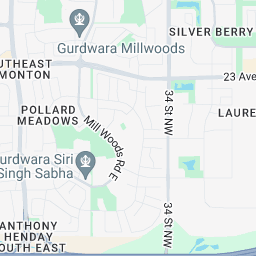 SILVER BERRY
Gurdwara Millwoods
OUTHEAST
MONTON
23 Ave
POLLARD
MEADOWS
34 St NW
LAURE
Mill Woods Rd E
urdwara Siri
Singh Sabha
34 St NW
ANTHONY
HENDAY
OUTH EAST